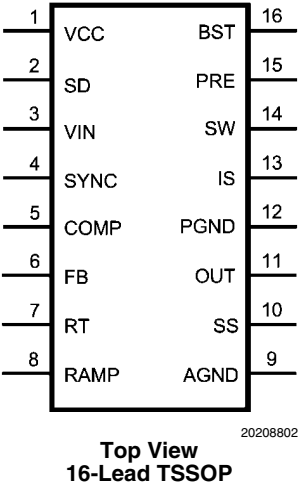 1 VCC BST 16
2 SD PRE 15
3 VIN SW 14
4 SYNC IS 13
5 COMP PGND 12
6 FB OUT 11
7 RT SS 10
8 RAMP AGND 9
20208802
Top View
16-Lead TSSOP